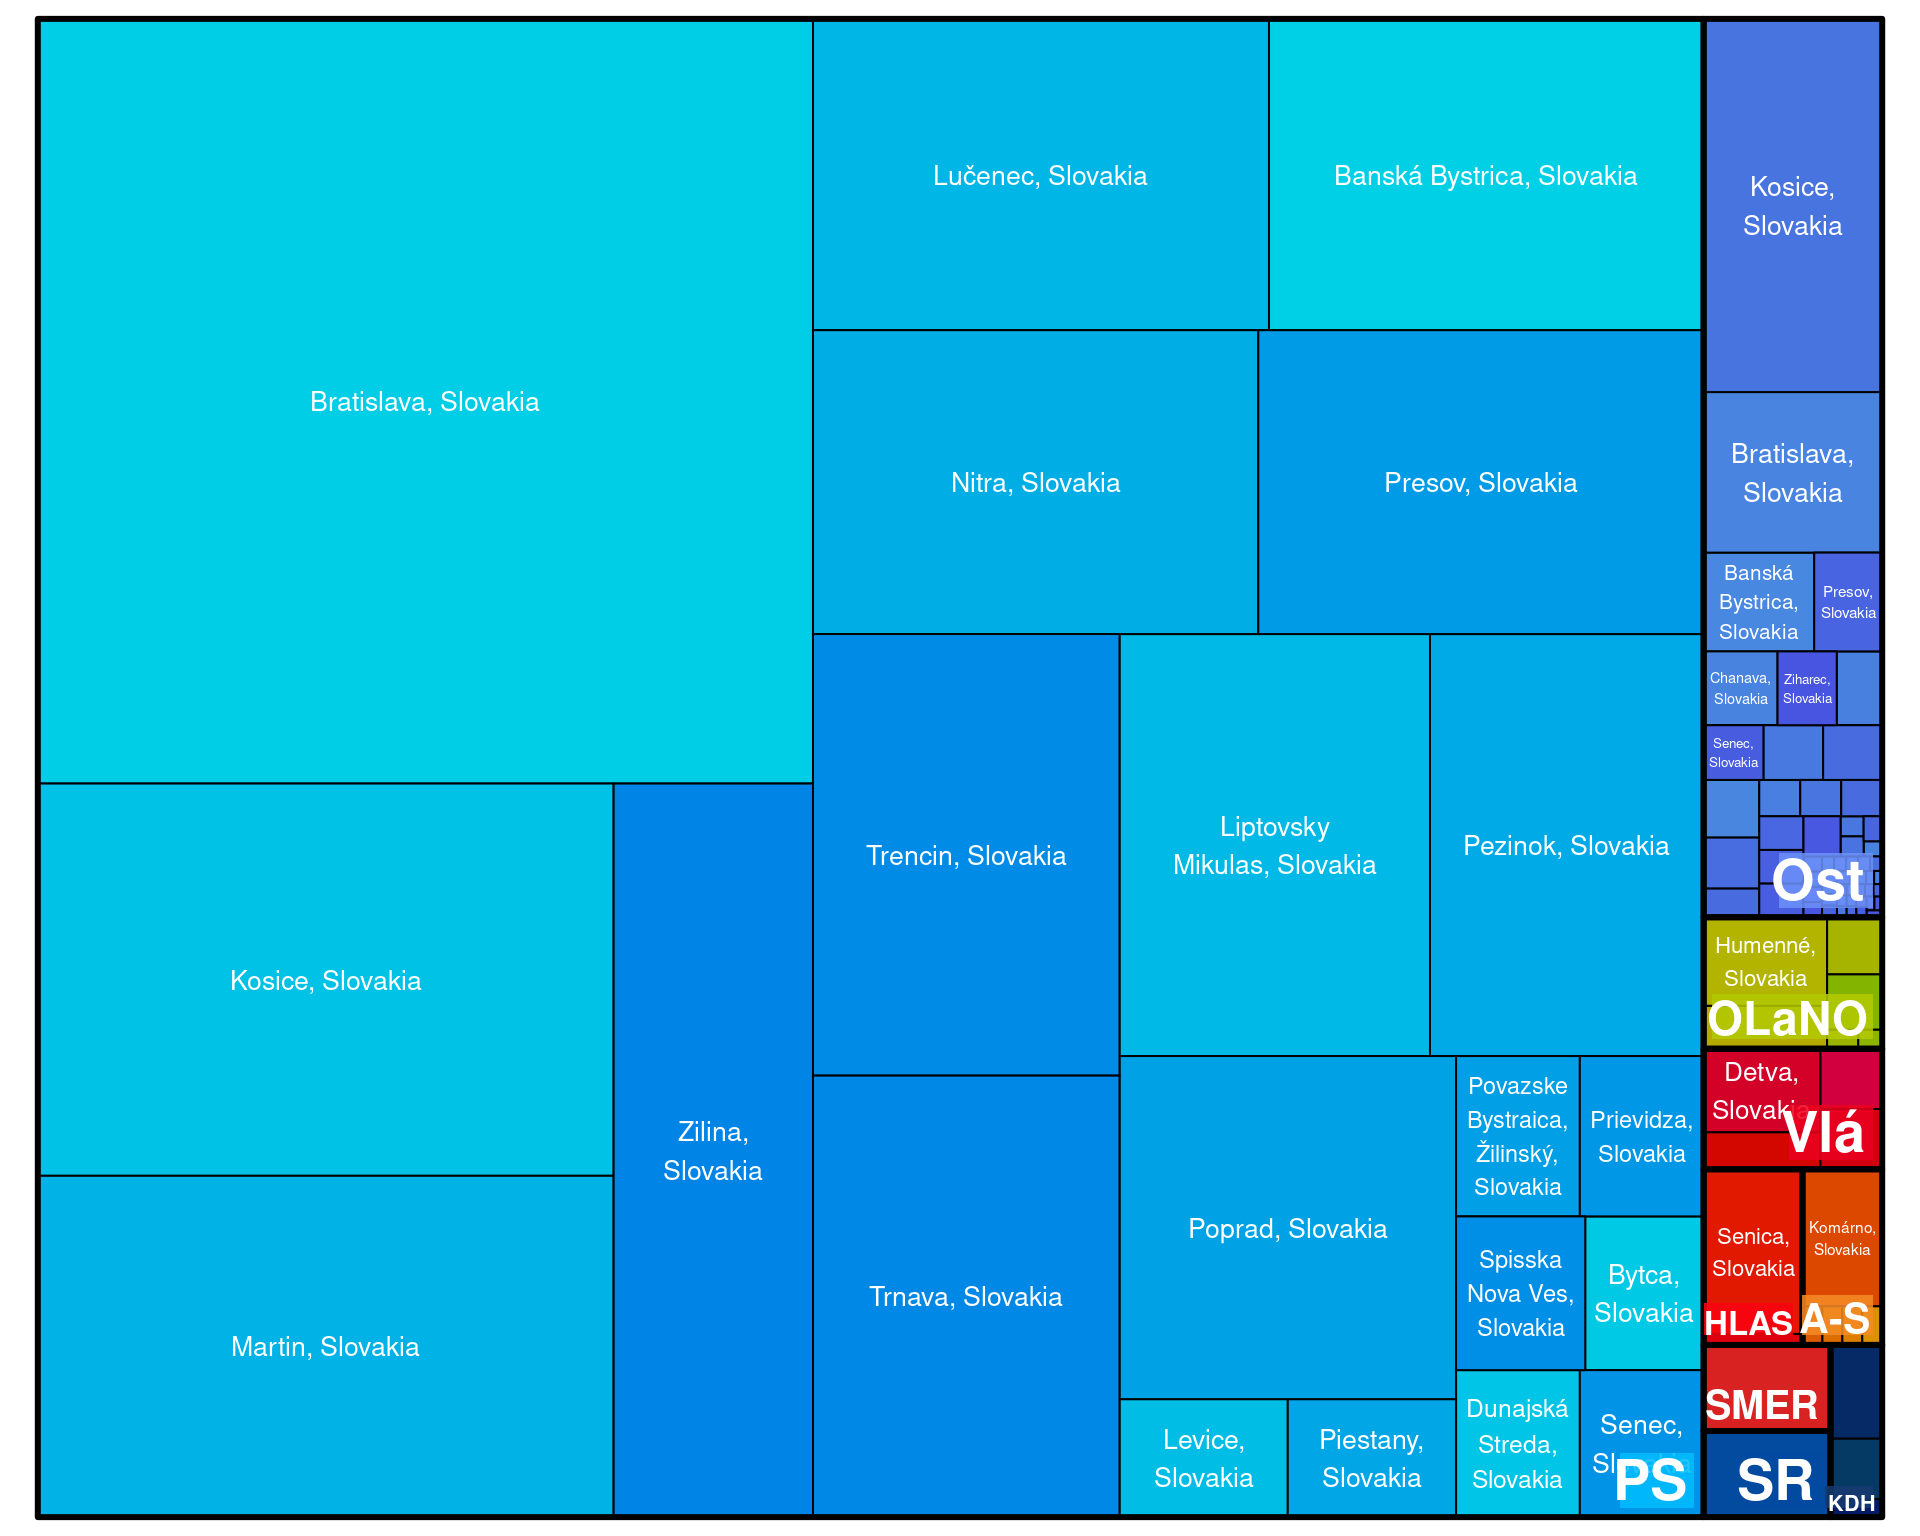 Bratislava, Slovakia
Lučenec, Slovakia
Banská Bystrica, Slovakia
Nitra, Slovakia
Presov, Slovakia
Kosice, Slovakia
Martin, Slovakia
Zilina,
Slovakia
Trencin, Slovakia
Trnava, Slovakia
Liptovsky
Mikulas, Slovakia
Pezinok, Slovakia
Poprad, Slovakia
Levice,
Slovakia
Piestany,
Slovakia
Povazske
Bystraica,
Žilinský,
Slovakia
Prievidza,
Slovakia
Spisska
Nova Ves,
Slovakia
Bytca,
Slovakia
Dunajská
Streda,
Slovakia
Senec,
Slovakia
PS
Kosice,
Slovakia
Bratislava,
Slovakia
Banská
Bystrica,
Slovakia
Presov,
Slovakia
Chanava,
Slovakia
Ziharec,
Slovakia
Senec,
Slovakia
Ost
Humenné,
Slovakia
OLaNO
Detva,
Slovakia
Vlá
Senica,
Slovakia
HLAS
Komárno,
Slovakia
A-S
SMER
SR
KDH